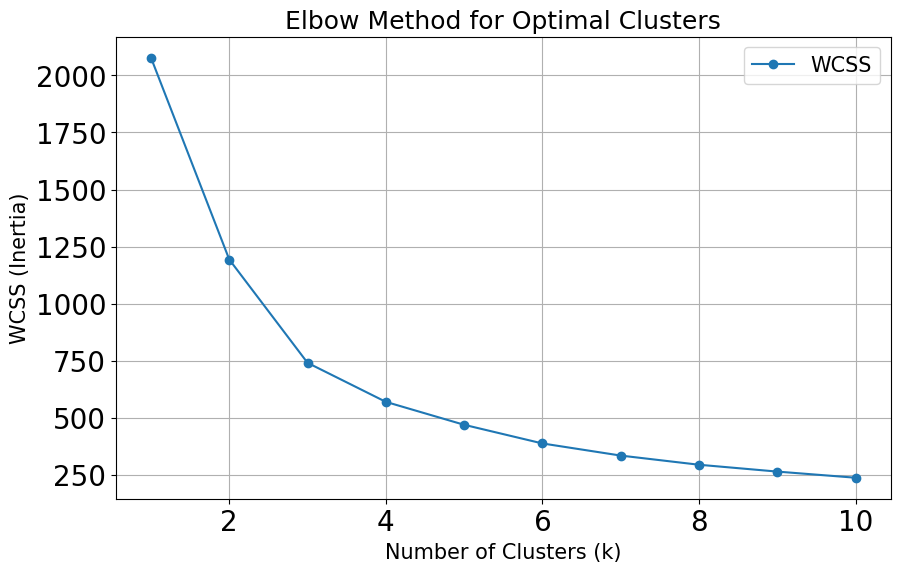 Elbow Method for Optimal Clusters
WCSS
2000
1750
1500
1250
1000
750
500
250
WCSS (Inertia)
2 4 6 8 10
Number of Clusters (k)